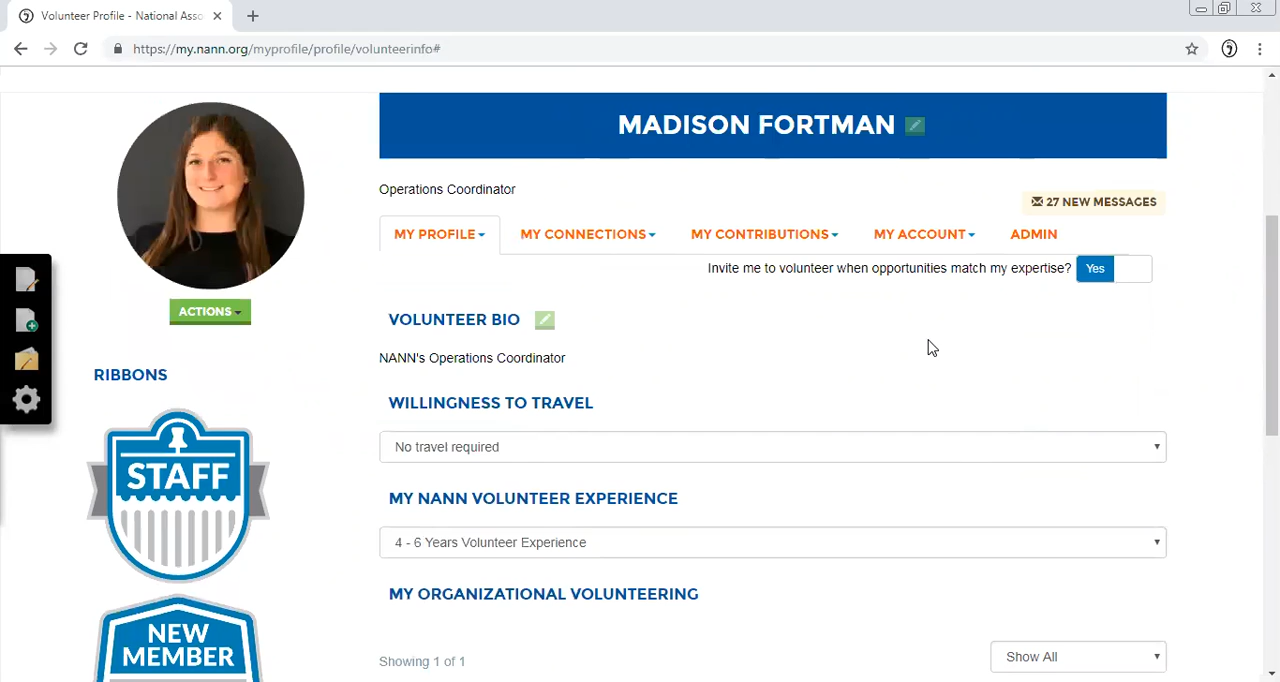 Volunteer Profile - National Asso
https://my.nann.org/myprofile/profile/volunteerinfo#
MADISON FORTMAN
Operations Coordinator
27 NEW MESSAGES
MY PROFILE
MY CONNECTIONS
MY CONTRIBUTIONS
MY ACCOUNT
ADMIN
Invite me to volunteer when opportunities match my expertise? Yes
ACTIONS
VOLUNTEER BIO
NANN's Operations Coordinator
RIBBONS
WILLINGNESS TO TRAVEL
No travel required
STAFF
MY NANN VOLUNTEER EXPERIENCE
4 - 6 Years Volunteer Experience
MY ORGANIZATIONAL VOLUNTEERING
NEW
MEMBER
Showing 1 of 1
Show All